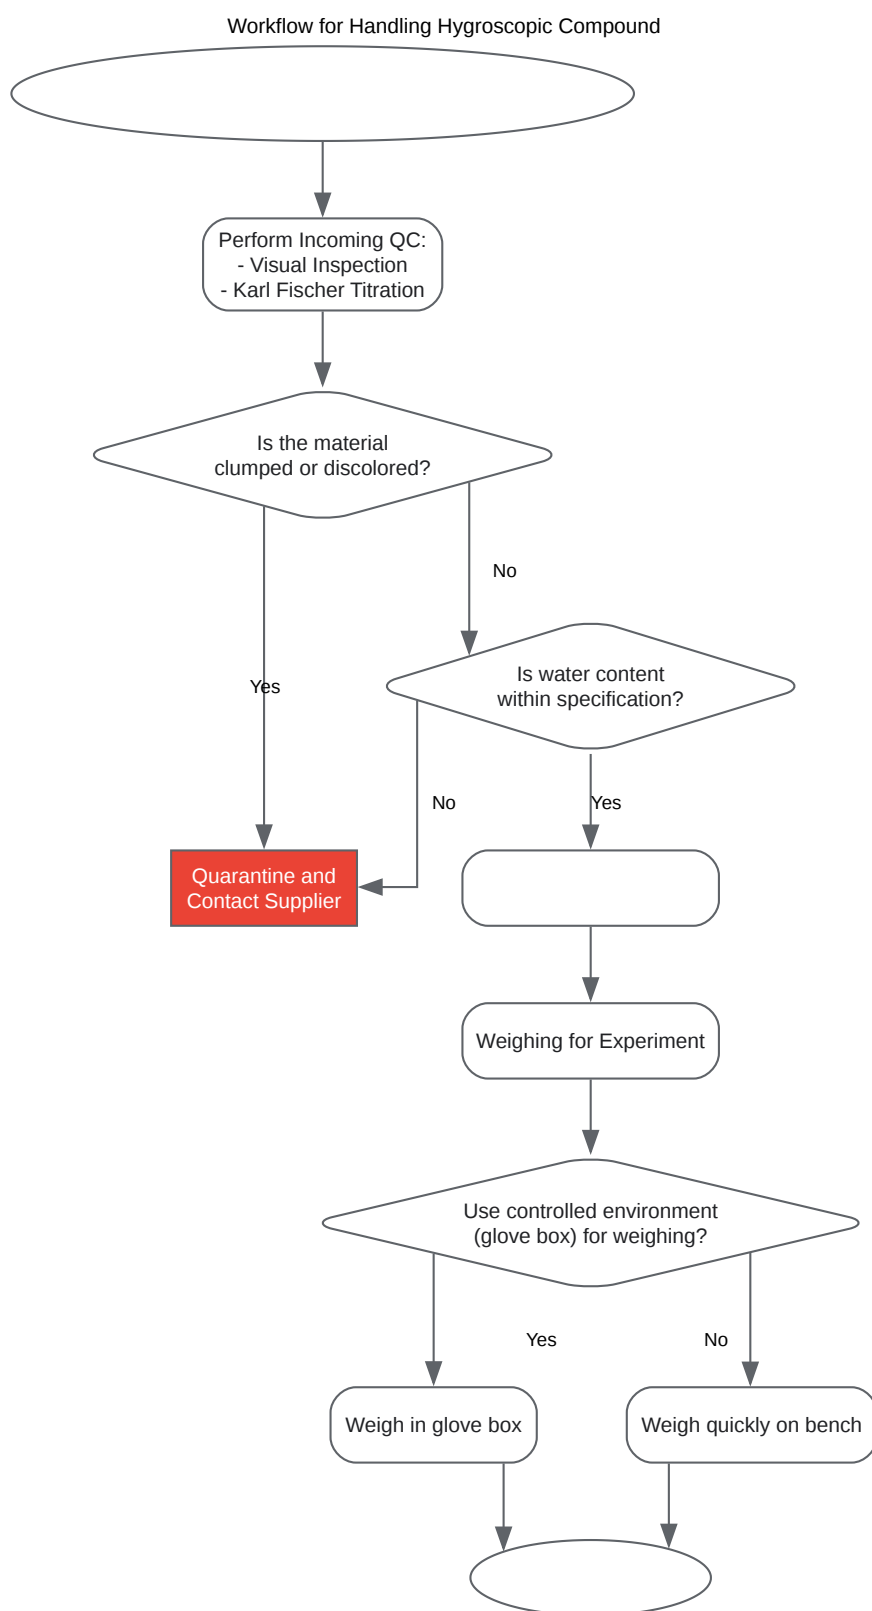 Workflow for Handling Hygroscopic Compound
Perform Incoming QC:
- Visual Inspection
- Karl Fischer Titration
Is the material
clumped or discolored?
No
Is water content
within specification?
Yes
No
Yes
Quarantine and
Contact Supplier
Weighing for Experiment
Use controlled environment
(glove box) for weighing?
Yes
No
Weigh in glove box
Weigh quickly on bench